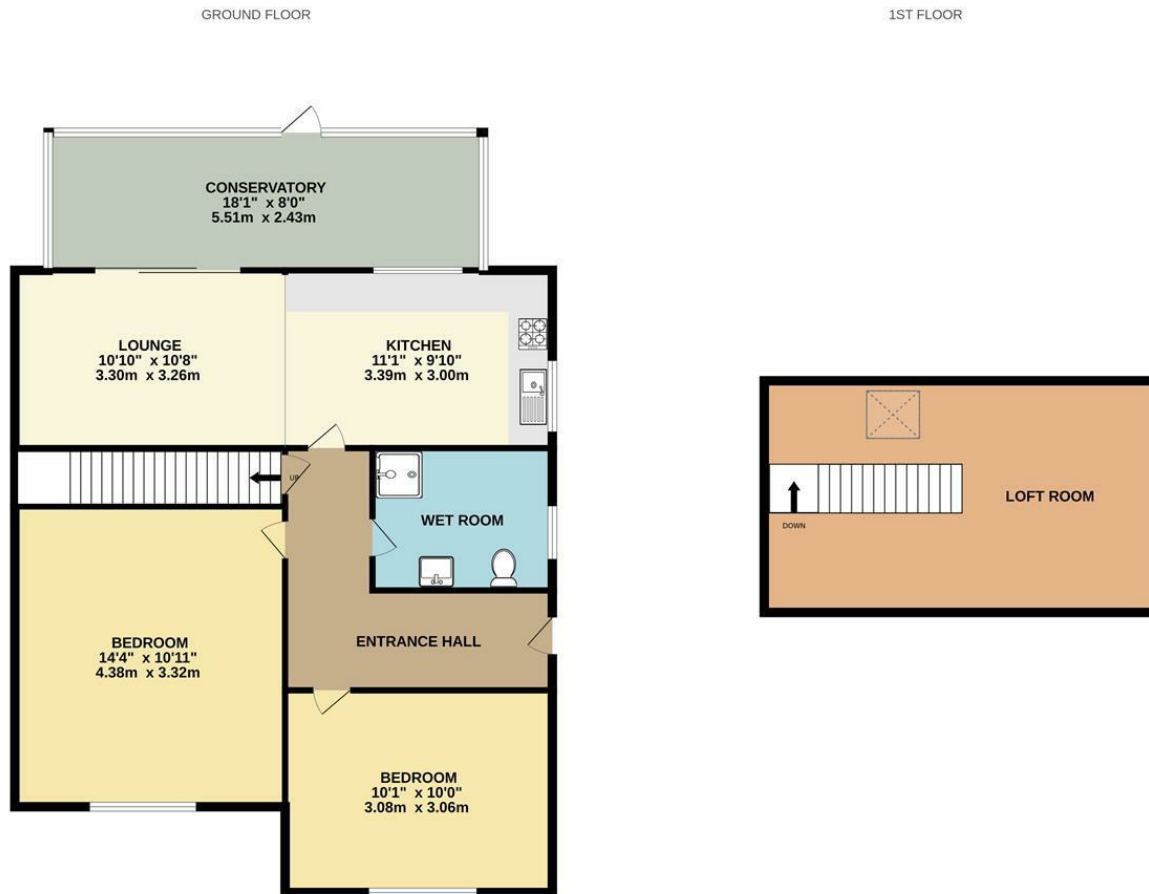 GROUND FLOOR
1ST FLOOR
CONSERVATORY
18'1" x 8'0"
5.51m x 2.43m
LOUNGE
10'10" x 10'8"
3.30m x 3.26m
KITCHEN
11'1" x 9'10"
3.39m x 3.00m
UP
WET ROOM
ENTRANCE HALL
BEDROOM
14'4" x 10'11"
4.38m x 3.32m
BEDROOM
10'1" x 10'0"
3.08m x 3.06m
LOFT ROOM
DOWN